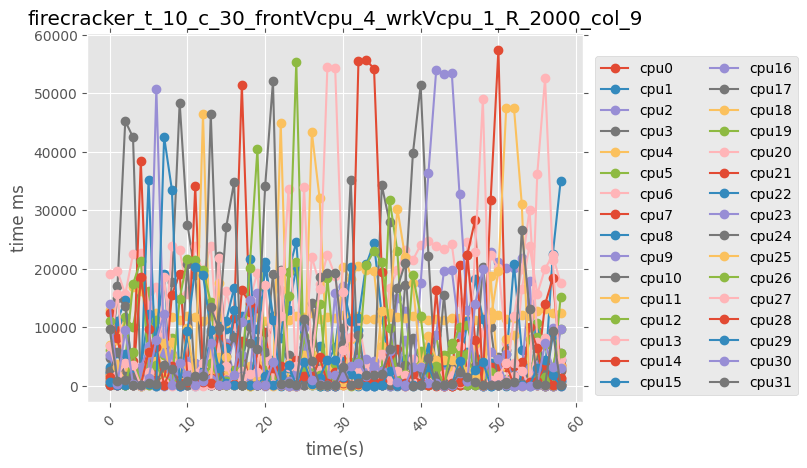 firecracker_t_10_c_30_frontVcpu_4_wrkVcpu_1_R_2000_col_9
time ms
60000
50000
40000
30000
20000
10000
0
0
10
20
30
40
50
60
time(s)
cpu0
cpu1
cpu2
cpu3
cpu4
cpu5
cpu6
cpu7
cpu8
cpu9
cpu10
cpu11
cpu12
cpu13
cpu14
cpu15
cpu16
cpu17
cpu18
cpu19
cpu20
cpu21
cpu22
cpu23
cpu24
cpu25
cpu26
cpu27
cpu28
cpu29
cpu30
cpu31